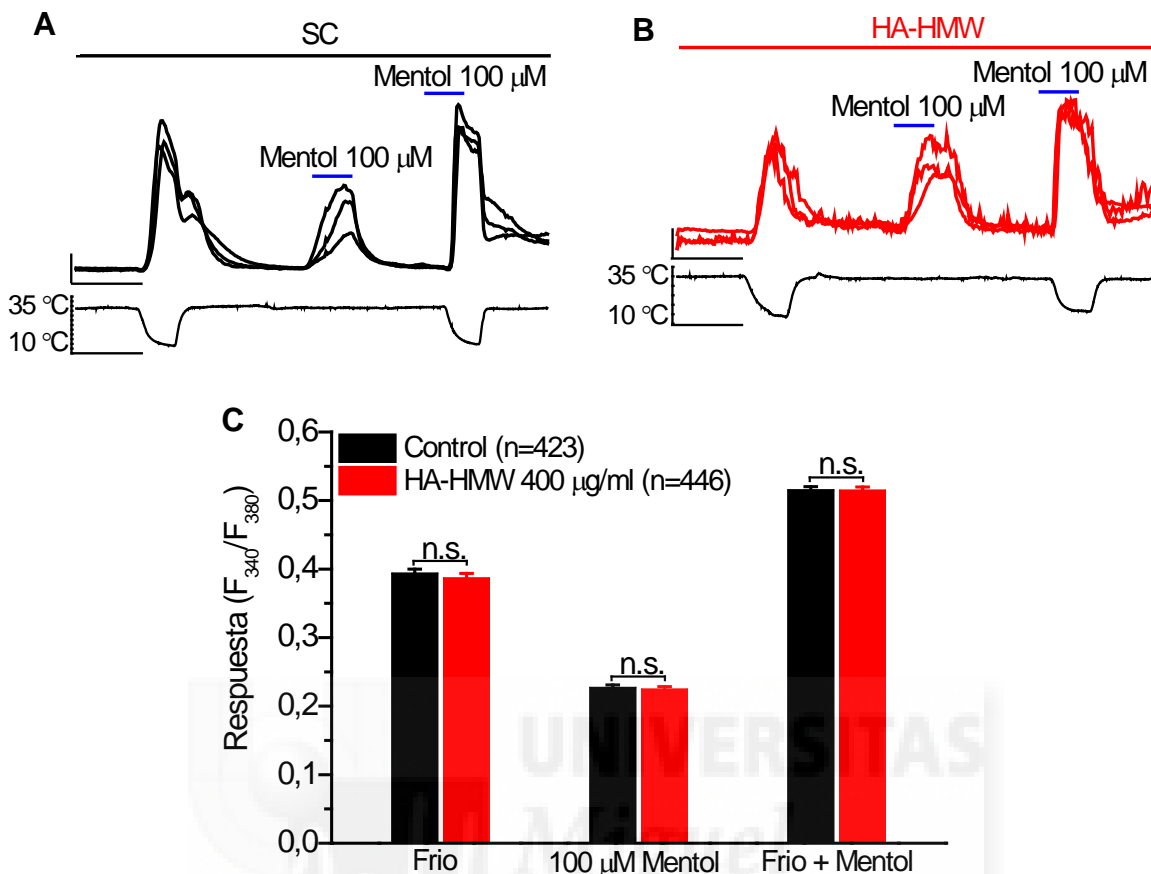 A
SC
Mentol 100 μM
Mentol 100 μM
35 °C
10 °C
B
HA-HMW
Mentol 100 μM
Mentol 100 μM
35 °C
10 °C
C
Respuesta (F340/F380)
0,6
0,5
0,4
0,3
0,2
0,1
0,0
Control (n=423)
HA-HMW 400 μg/ml (n=446)
n.s.
n.s.
n.s.
Frio
100 μM Mentol
Frio + Mentol
UNIVERSITAS
Miguel